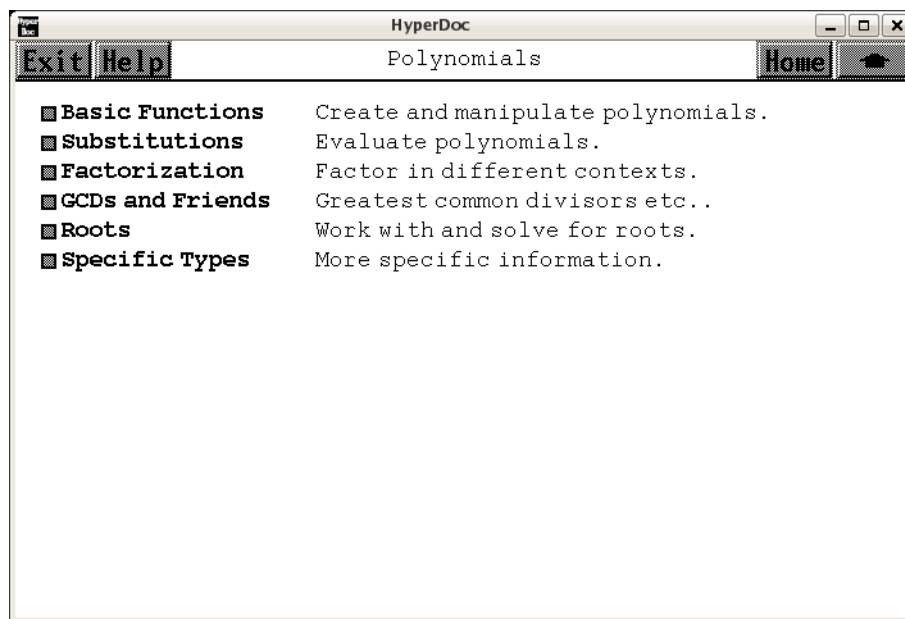 Hyper
Doc
HyperDoc
Exit Help Polynomials Home
Basic Functions Create and manipulate polynomials.
Substitutions Evaluate polynomials.
Factorization Factor in different contexts.
GCDs and Friends Greatest common divisors etc..
Roots Work with and solve for roots.
Specific Types More specific information.